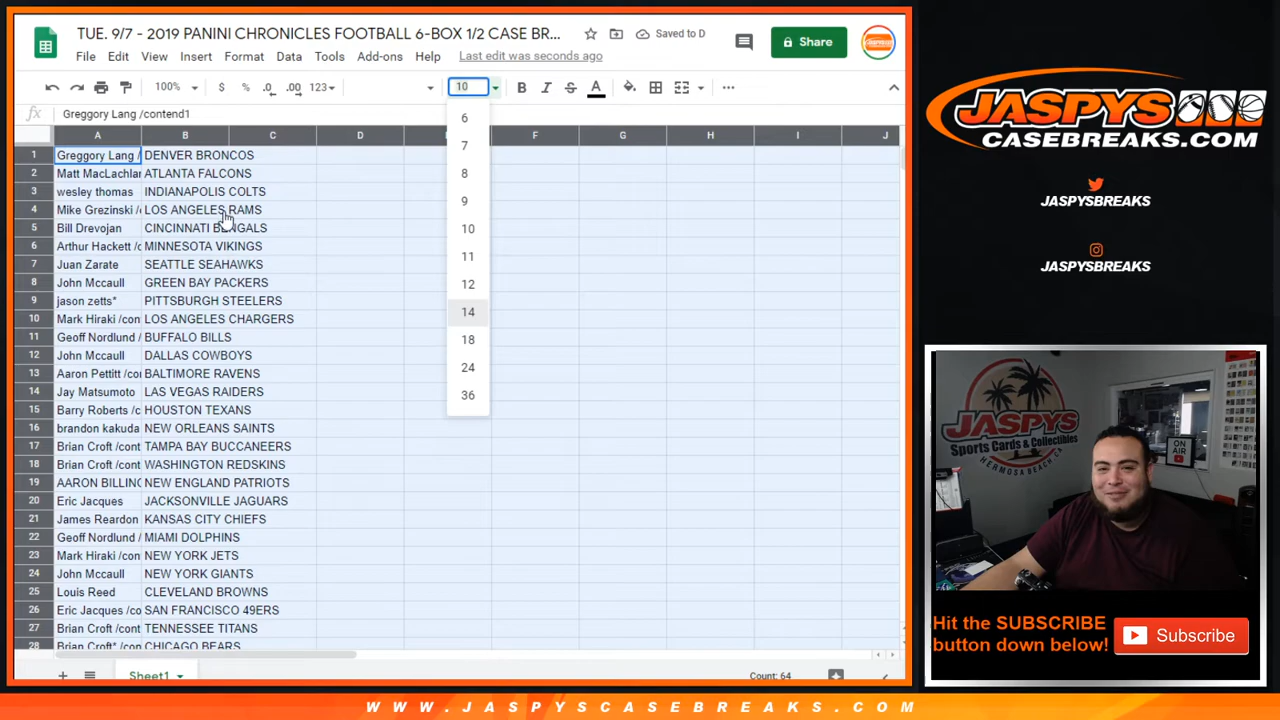 TUE. 9/7 - 2019 PANINI CHRONICLES FOOTBALL 6-BOX 1/2 CASE BR...
Saved to D
Share
File Edit View Insert Format Data Tools Add-ons Help Last edit was seconds ago
100% $ % .0 .00 123 10 B I S A
fx Greggory Lang /contend1
A B C D F G H I J
1 Greggory Lang / DENVER BRONCOS
2 Matt MacLachlan ATLANTA FALCONS
3 wesley thomas INDIANAPOLIS COLTS
4 Mike Grezinski / LOS ANGELES RAMS
5 Bill Drevojan CINCINNATI BENGALS
6 Arthur Hackett /c MINNESOTA VIKINGS
7 Juan Zarate SEATTLE SEAHAWKS
8 John Mccaull GREEN BAY PACKERS
9 jason zetts* PITTSBURGH STEELERS
10 Mark Hiraki /con LOS ANGELES CHARGERS
11 Geoff Nordlund / BUFFALO BILLS
12 John Mccaull DALLAS COWBOYS
13 Aaron Pettitt /con BALTIMORE RAVENS
14 Jay Matsumoto LAS VEGAS RAIDERS
15 Barry Roberts /c HOUSTON TEXANS
16 brandon kakuda NEW ORLEANS SAINTS
17 Brian Croft /cont TAMPA BAY BUCCANEERS
18 Brian Croft /cont WASHINGTON REDSKINS
19 AARON BILLING NEW ENGLAND PATRIOTS
20 Eric Jacques JACKSONVILLE JAGUARS
21 James Reardon KANSAS CITY CHIEFS
22 Geoff Nordlund / MIAMI DOLPHINS
23 Mark Hiraki /con NEW YORK JETS
24 John Mccaull NEW YORK GIANTS
25 Louis Reed CLEVELAND BROWNS
26 Eric Jacques /co SAN FRANCISCO 49ERS
27 Brian Croft /cont TENNESSEE TITANS
28 Brian Croft* /co CHICAGO BEARS
6
7
8
9
10
11
12
14
18
24
36
Sheet1
Count: 64
JASPYS
CASEBREAKS.COM
JASPYSBREAKS
JASPYSBREAKS
JASPYS
Sports Cards & Collectibles
HERMOSA BEACH CA
ON AIR
Hit the SUBSCRIBE
button down below!
Subscribe
WWW.JASPYSCASEBREAKS.COM